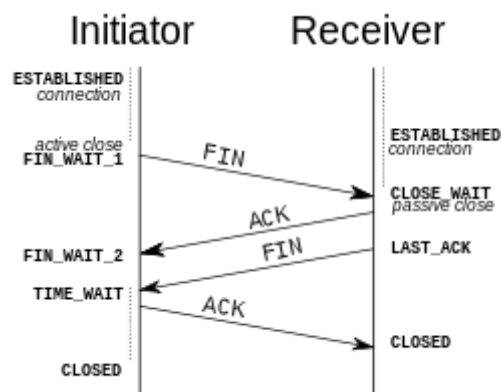 Initiator
Receiver
ESTABLISHED
connection
active close
FIN_WAIT_1
FIN
ESTABLISHED
connection
CLOSE_WAIT
passive close
ACK
FIN_WAIT_2
FIN
LAST_ACK
TIME_WAIT
ACK
CLOSED
CLOSED